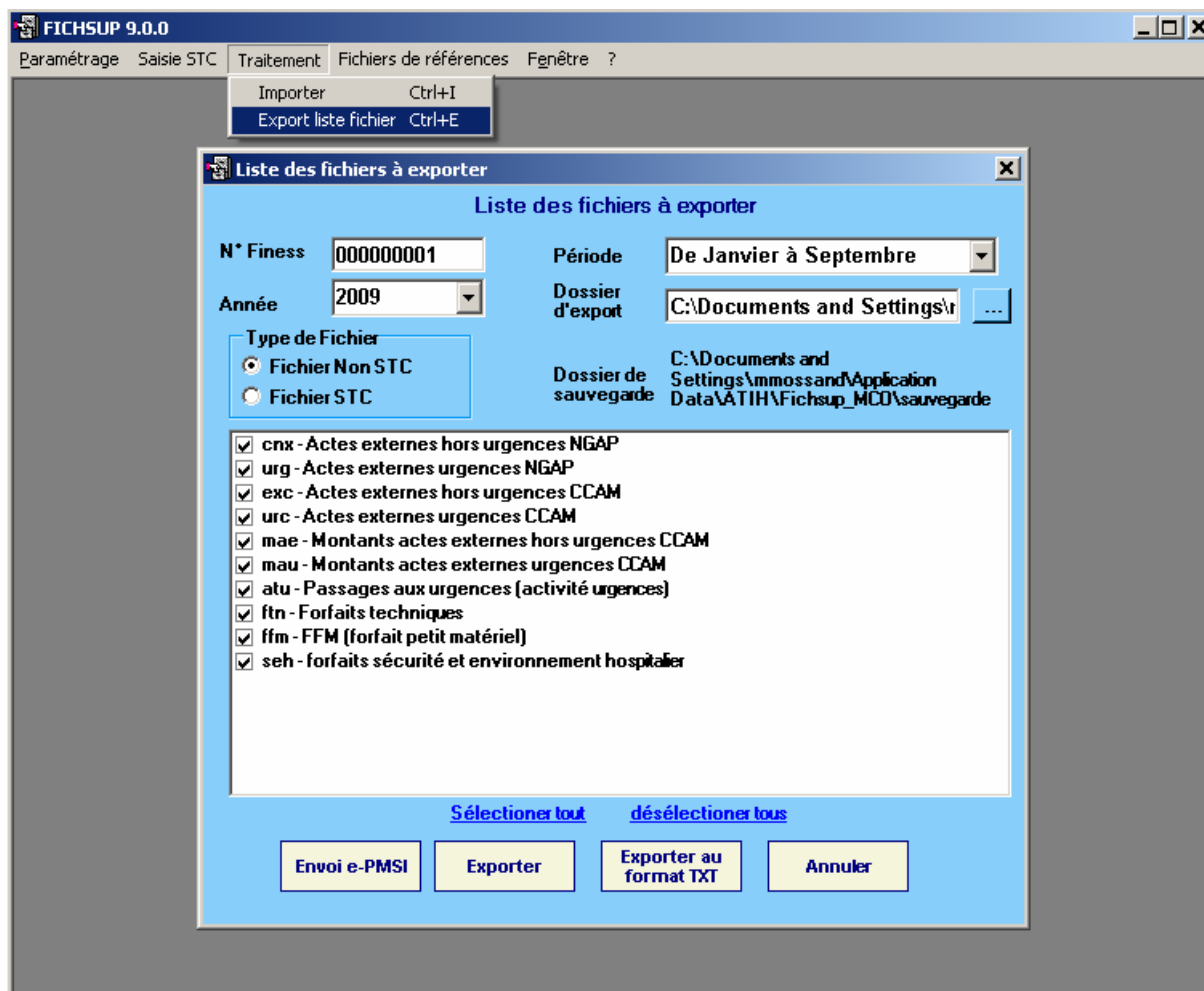 FICHSUP 9.0.0
Paramétrage Saisie STC Traitement Fichiers de références Fenêtre ?
Importer Ctrl+I
Export liste fichier Ctrl+E
Liste des fichiers à exporter
Liste des fichiers à exporter
N° Finess 000000001
Période De Janvier à Septembre
Année 2009
Dossier
d'export C:\Documents and Settings\r ...
Type de Fichier
Fichier Non STC
Fichier STC
Dossier de
sauvegarde
C:\Documents and
Settings\mmossand\Application
Data\ATIH\Fichsup_MCO\sauvegarde
cnx - Actes externes hors urgences NGAP
urg - Actes externes urgences NGAP
exc - Actes externes hors urgences CCAM
urc - Actes externes urgences CCAM
mae - Montants actes externes hors urgences CCAM
mau - Montants actes externes urgences CCAM
atu - Passages aux urgences (activité urgences)
ftn - Forfaits techniques
ffm - FFM (forfait petit matériel)
seh - forfaits sécurité et environnement hospitalier
Sélectioner tout désélectioner tous
Envoi e-PMSI
Exporter
Exporter au
format TXT
Annuler